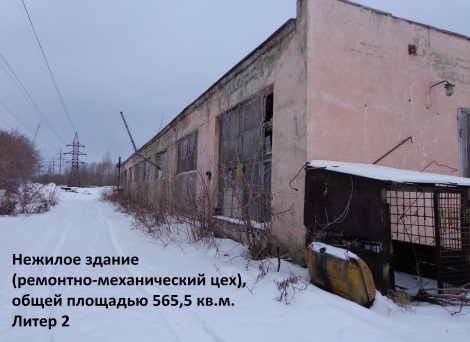 Нежилое здание
(ремонтно-механический цех),
общей площадью 565,5 кв.м.
Литер 2